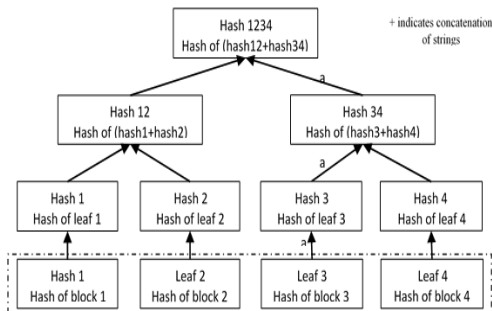 Hash 1234
Hash of (hash12+hash34)
+ indicates concatenation
of strings
a
Hash 12
Hash of (hash1+hash2)
Hash 34
Hash of (hash3+hash4)
a
Hash 1
Hash of leaf 1
Hash 2
Hash of leaf 2
Hash 3
Hash of leaf 3
Hash 4
Hash of leaf 4
a
Hash 1
Hash of block 1
Leaf 2
Hash of block 2
Leaf 3
Hash of block 3
Leaf 4
Hash of block 4